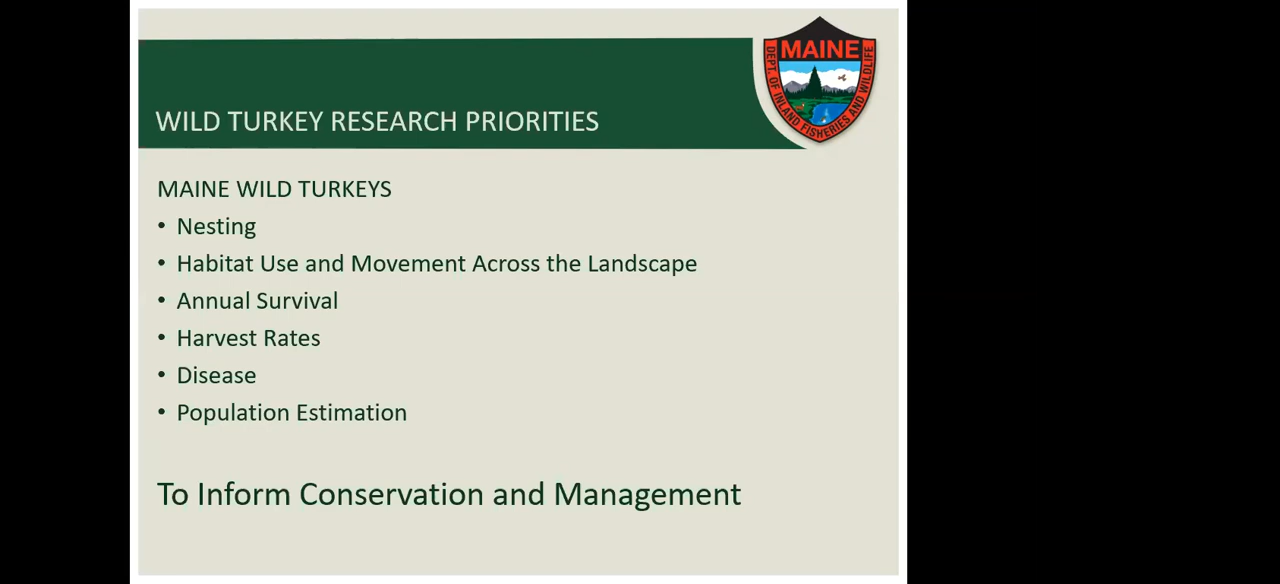 MAINE
DEPT. OF INLAND FISHERIES AND WILDLIFE
WILD TURKEY RESEARCH PRIORITIES
MAINE WILD TURKEYS
• Nesting
• Habitat Use and Movement Across the Landscape
• Annual Survival
• Harvest Rates
• Disease
• Population Estimation
To Inform Conservation and Management